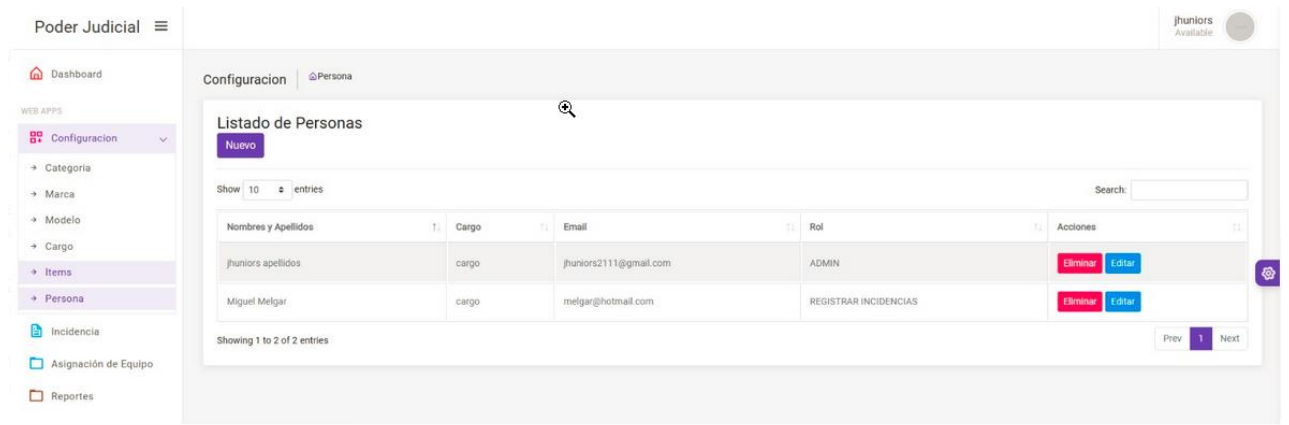 Poder Judicial
jhuniors
Available
Dashboard
WEB APPS
Configuracion
Categoria
Marca
Modelo
Cargo
Items
Persona
Incidencia
Asignación de Equipo
Reportes
Configuracion Persona
Listado de Personas
Nuevo
Show 10 entries Search:
Nombres y Apellidos Cargo Email Rol Acciones
jhuniors apellidos cargo jhuniors2111@gmail.com ADMIN Eliminar Editar
Miguel Melgar cargo melgar@hotmail.com REGISTRAR INCIDENCIAS Eliminar Editar
Showing 1 to 2 of 2 entries Prev 1 Next